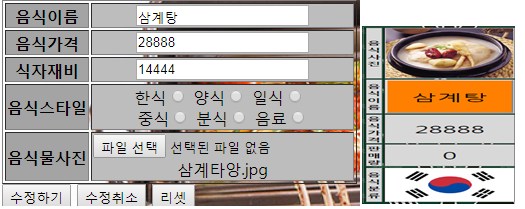 음식이름 삼계탕
음식가격 28888
식자재비 14444
음식스타일 한식 양식 일식
중식 분식 음료
음식물사진 파일 선택 선택된 파일 없음
삼계타앙.jpg
수정하기 수정취소 리셋
음식사진
음식이름 삼계탕
음식가격 28888
판매량 0
음식분류